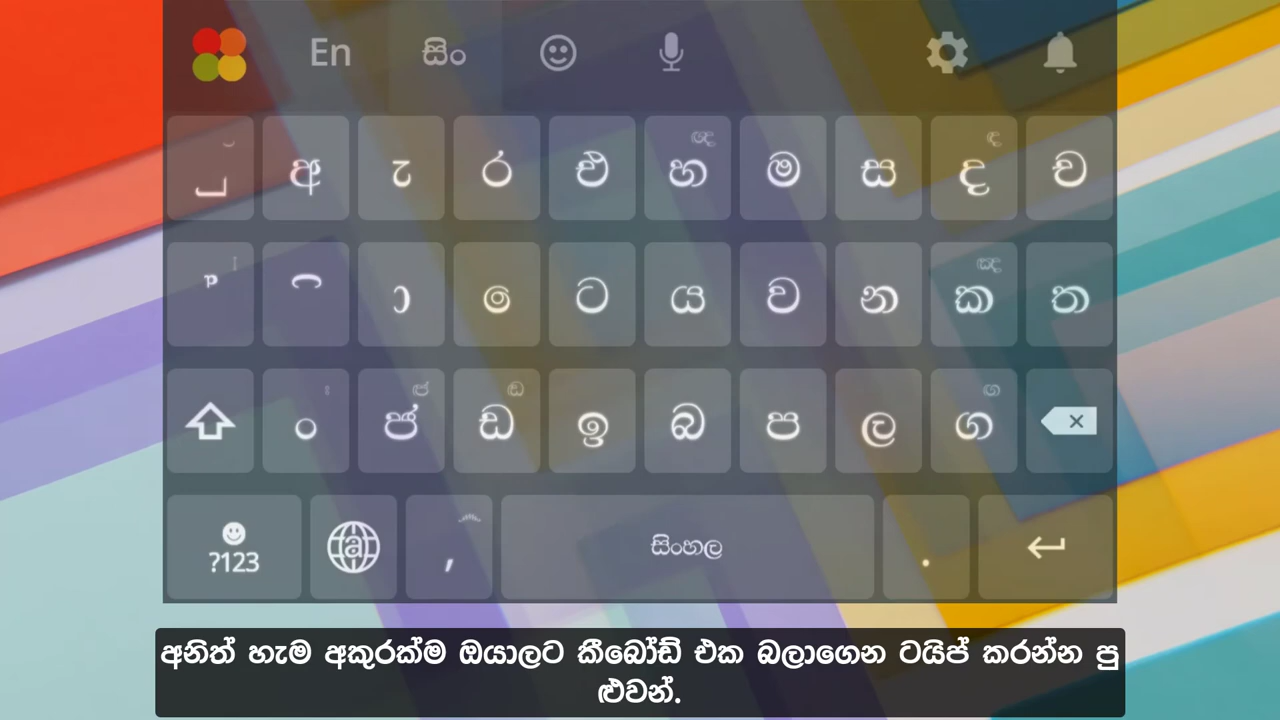 En සිං
ු අ ැ ර එ හ ඥ ම ස ද ඳ ච
් ා ෙ ට ය ව න ක ඤ ත
ං ඃ ජ් ඦ ඩ ඬ ඉ බ ප ල ග ඟ
?123 a , සිංහල .
අනිත් හැම අකුරක්ම ඔයාලට කීබෝඩ් එක බලාගෙන ටයිප් කරන්න පු
ළුවන්.